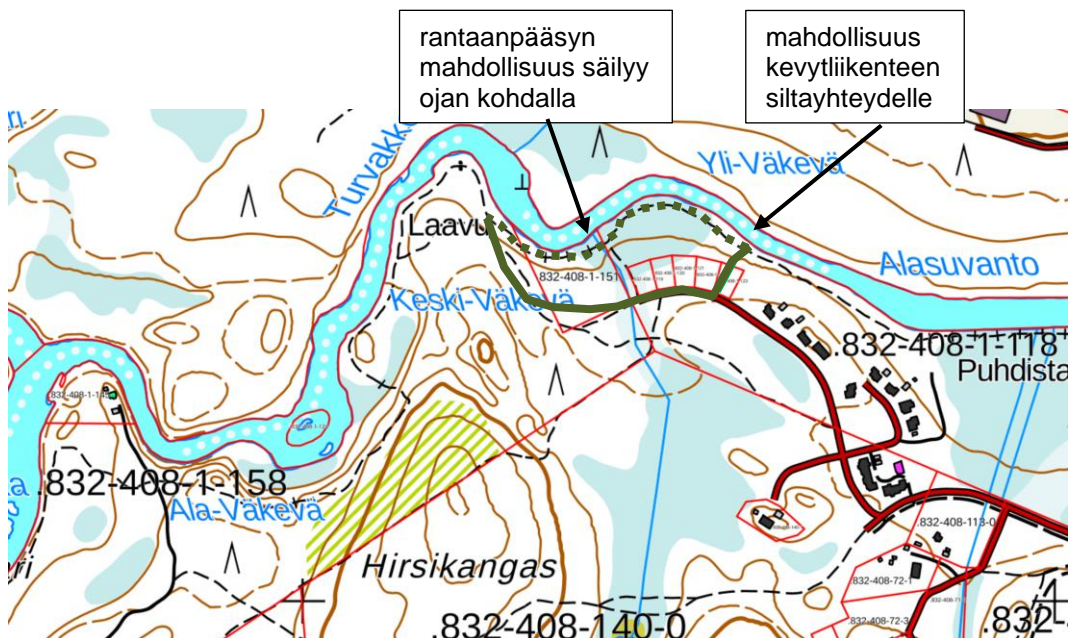 rantaanpääsyn
mahdollisuus säilyy
ojan kohdalla
mahdollisuus
kevytliikenteen
siltayhteydelle
ri
Turvakko
Yli-Väkevä
Laavu
832-408-1-151
Alasuvanto
Keski-Väkevä
.832-408-1-118
Puhdista
.832-408-1-158
Ala-Väkevä
.832-408-113-0
Hirsikangas
832-408-72-1
832-408-72-3
.832-408-140-0
.832-